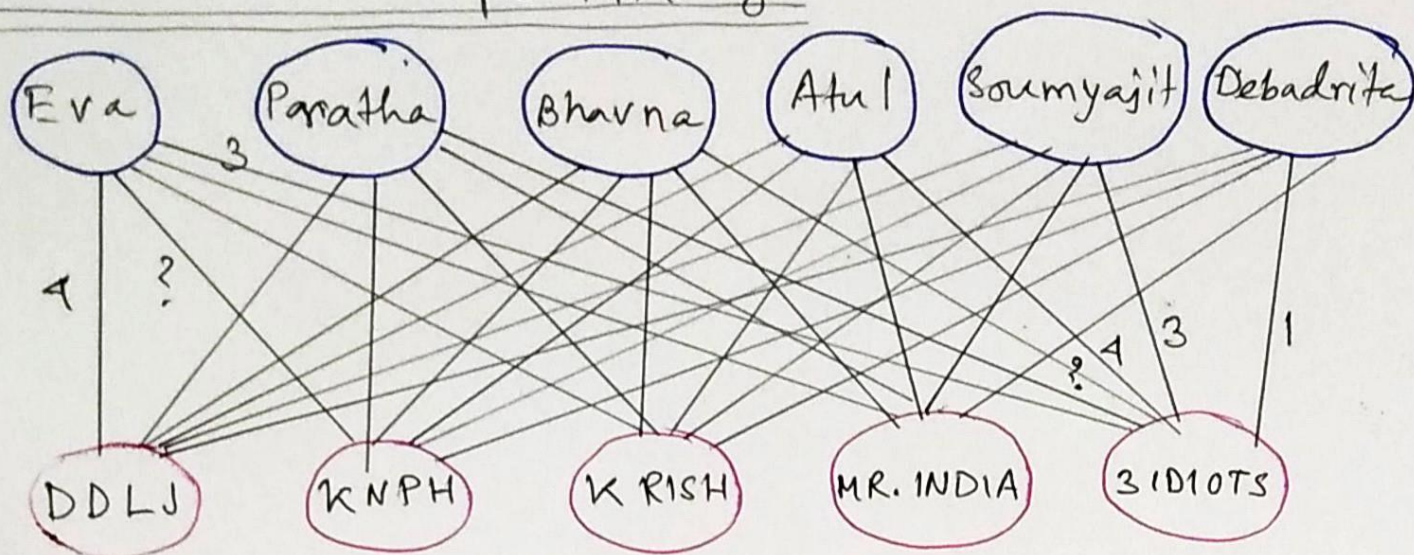 Eva Paratha Bhavna Atul Soumyajit Debadrita
3
4 ? ? 4 3 1
DDLJ KNPH KRISH MR. INDIA 3 IDIOTS